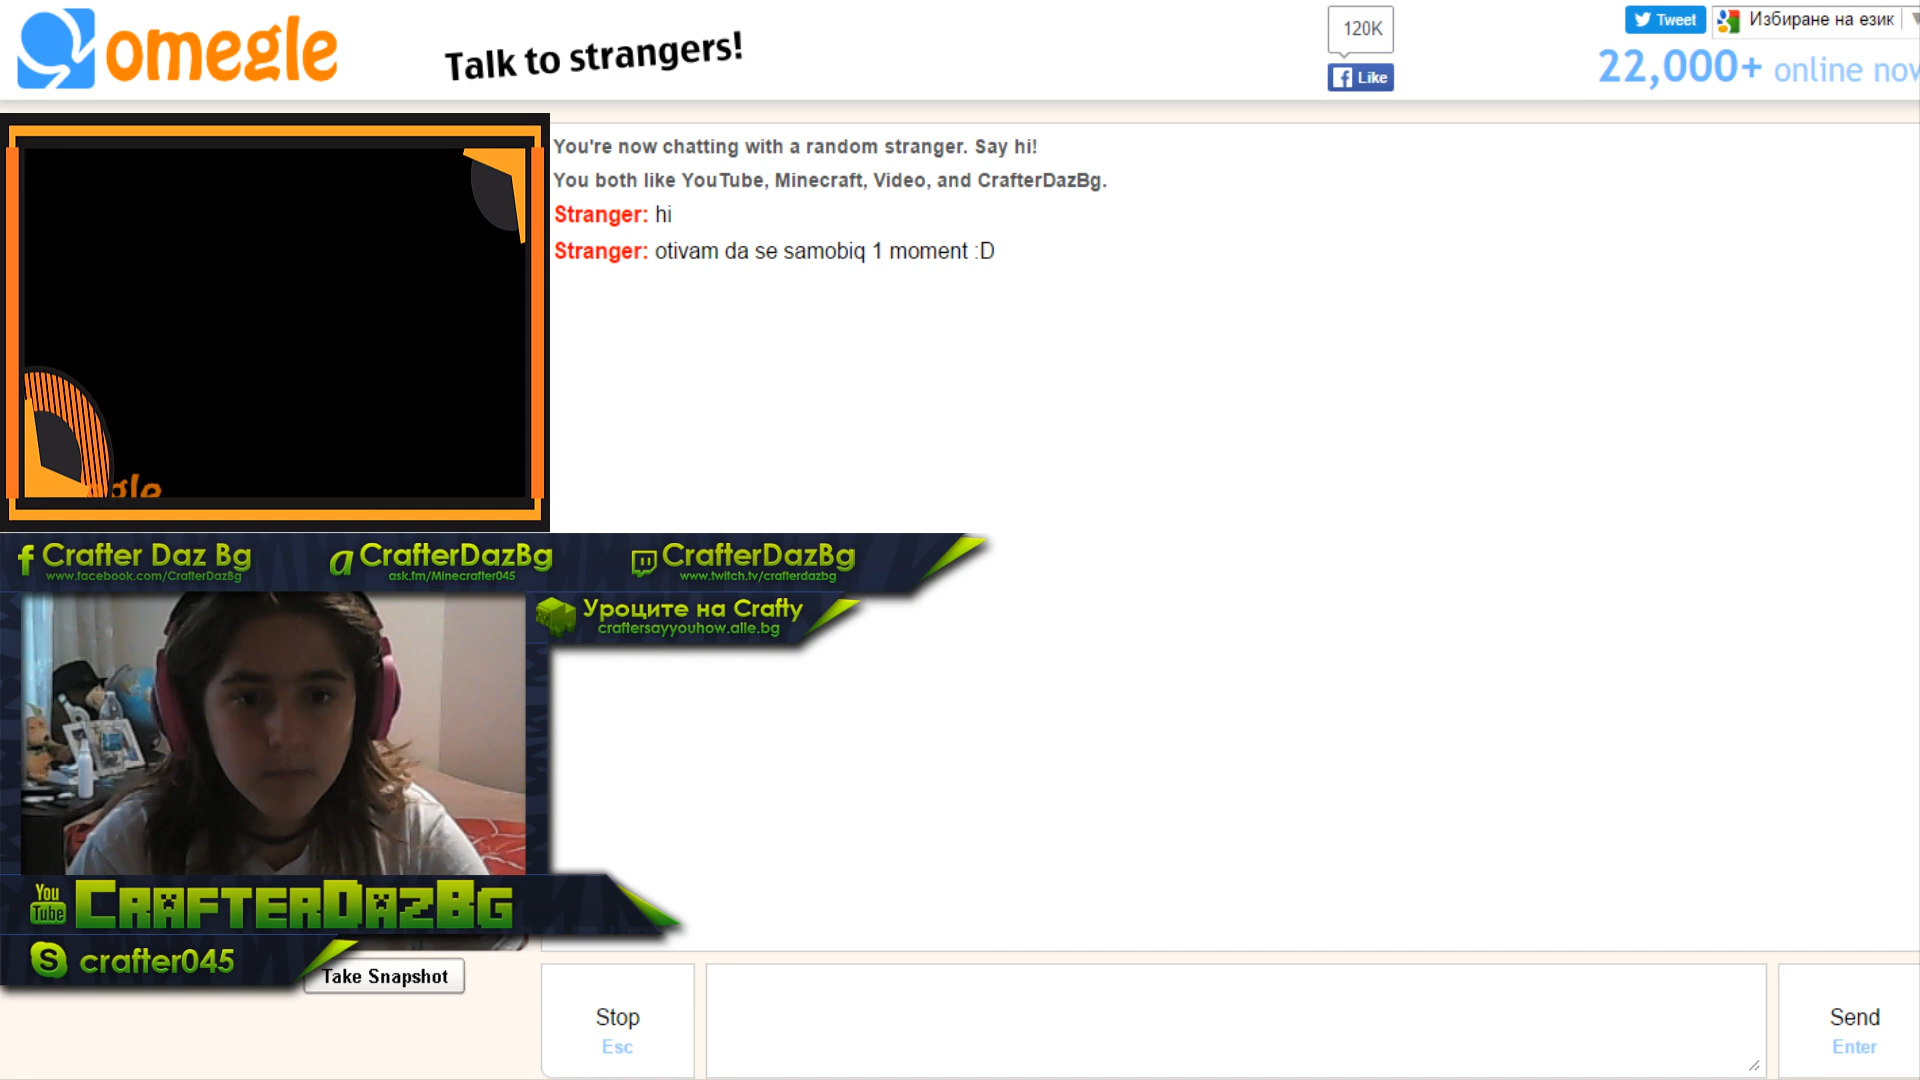 omegle
Talk to strangers!
120K
Like
Tweet
Избиране на език
22,000+ online now
You're now chatting with a random stranger. Say hi!
You both like YouTube, Minecraft, Video, and CrafterDazBg.
Stranger: hi
Stranger: otivam da se samobiq 1 moment :D
gle
Crafter Daz Bg
www.facebook.com/CrafterDazBg
CrafterDazBg
ask.fm/Minecrafter045
CrafterDazBg
www.twitch.tv/crafterdazbg
Уроците на Crafty
craftersayyouhow.alle.bg
You Tube
CRAFTERDAZBG
crafter045
Take Snapshot
Stop
Esc
Send
Enter